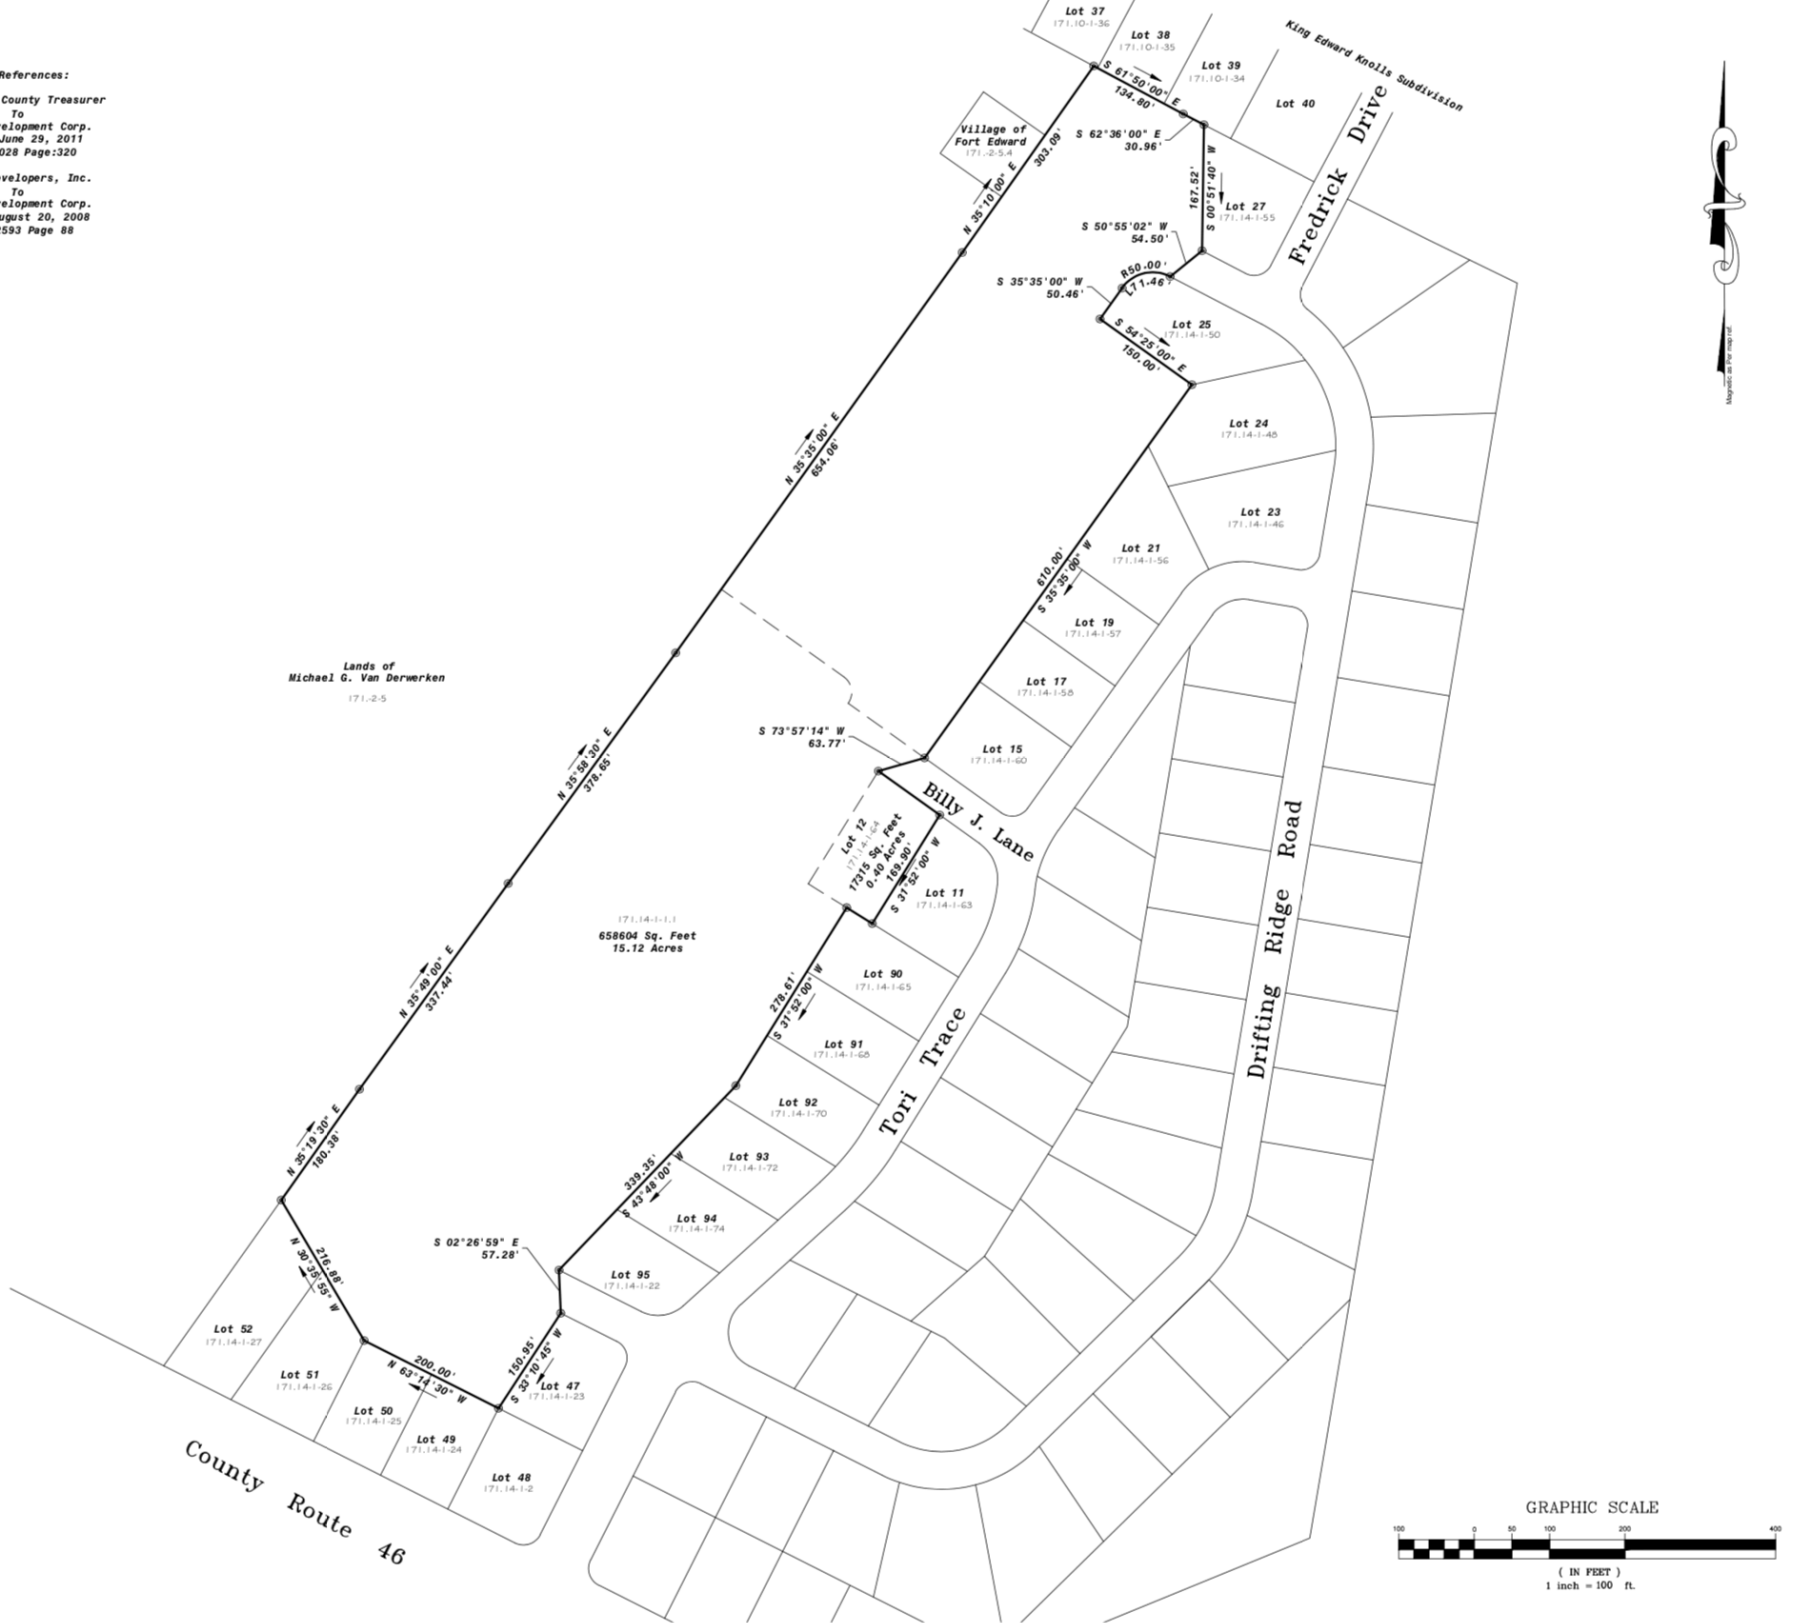 References:
County Treasurer
To
elopment Corp.
June 29, 2011
028 Page:320
velopers, Inc.
To
elopment Corp.
ugust 20, 2008
593 Page 88
Lot 37
171.10-1-36
Lot 38
171.10-1-35
Lot 39
171.10-1-34
Lot 40
King Edward Knolls Subdivision
S 61°50'00" E
134.80'
S 62°36'00" E
30.96'
Village of
Fort Edward
171.-2-5.4
N 35°10'00" E
303.09'
167.52'
S 00°51'40" W
Lot 27
171.14-1-55
Fredrick Drive
S 50°55'02" W
54.50'
R50.00'
L71.46'
S 35°35'00" W
50.46'
S 54°25'00" E
150.00'
Lot 25
171.14-1-50
Magnetic as Per map ref.
N 35°35'00" E
654.06'
Lot 24
171.14-1-48
Lot 23
171.14-1-46
610.00'
S 35°35'00" W
Lot 21
171.14-1-56
Lot 19
171.14-1-57
Lot 17
171.14-1-58
Lot 15
171.14-1-60
Lands of
Michael G. Van Derwerken
171.-2-5
S 73°57'14" W
63.77'
N 35°58'30" E
378.65'
Billy J. Lane
Lot 12
171.14-1-64
17315 Sq. Feet
0.40 Acres
169.90'
S 31°52'00" W
Lot 11
171.14-1-63
171.14-1-1.1
658604 Sq. Feet
15.12 Acres
N 35°49'00" E
337.44'
278.61'
S 31°52'00" W
Lot 90
171.14-1-65
Lot 91
171.14-1-68
Lot 92
171.14-1-70
Tori Trace
Drifting Ridge Road
N 35°19'30" E
180.38'
339.35'
S 43°48'00" W
Lot 93
171.14-1-72
Lot 94
171.14-1-74
S 02°26'59" E
57.28'
Lot 95
171.14-1-22
216.88'
N 30°35'55" W
Lot 52
171.14-1-27
Lot 51
171.14-1-26
200.00'
N 63°14'30" W
150.95'
S 33°10'45" W
Lot 47
171.14-1-23
Lot 50
171.14-1-25
Lot 49
171.14-1-24
Lot 48
171.14-1-2
County Route 46
GRAPHIC SCALE
100 0 50 100 200 400
( IN FEET )
1 inch = 100 ft.